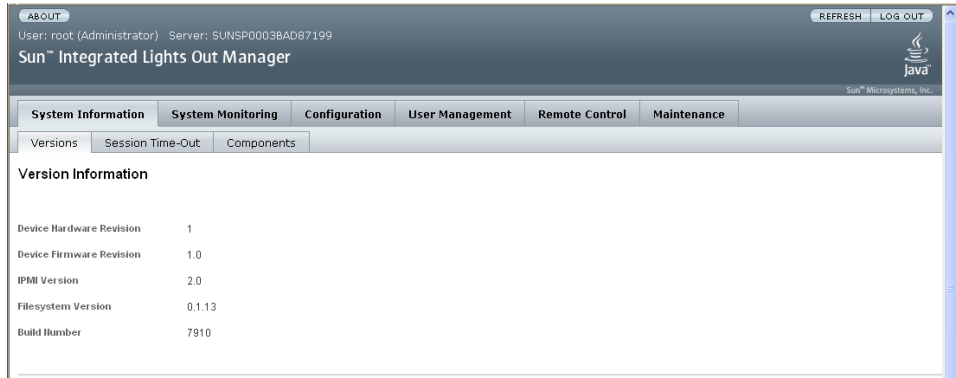 ABOUT REFRESH LOG OUT
User: root (Administrator) Server: SUNSP0003BAD87199
Sun™ Integrated Lights Out Manager
Java™
Sun™ Microsystems, Inc.
System Information System Monitoring Configuration User Management Remote Control Maintenance
Versions Session Time-Out Components
Version Information
Device Hardware Revision 1
Device Firmware Revision 1.0
IPMI Version 2.0
Filesystem Version 0.1.13
Build Number 7910